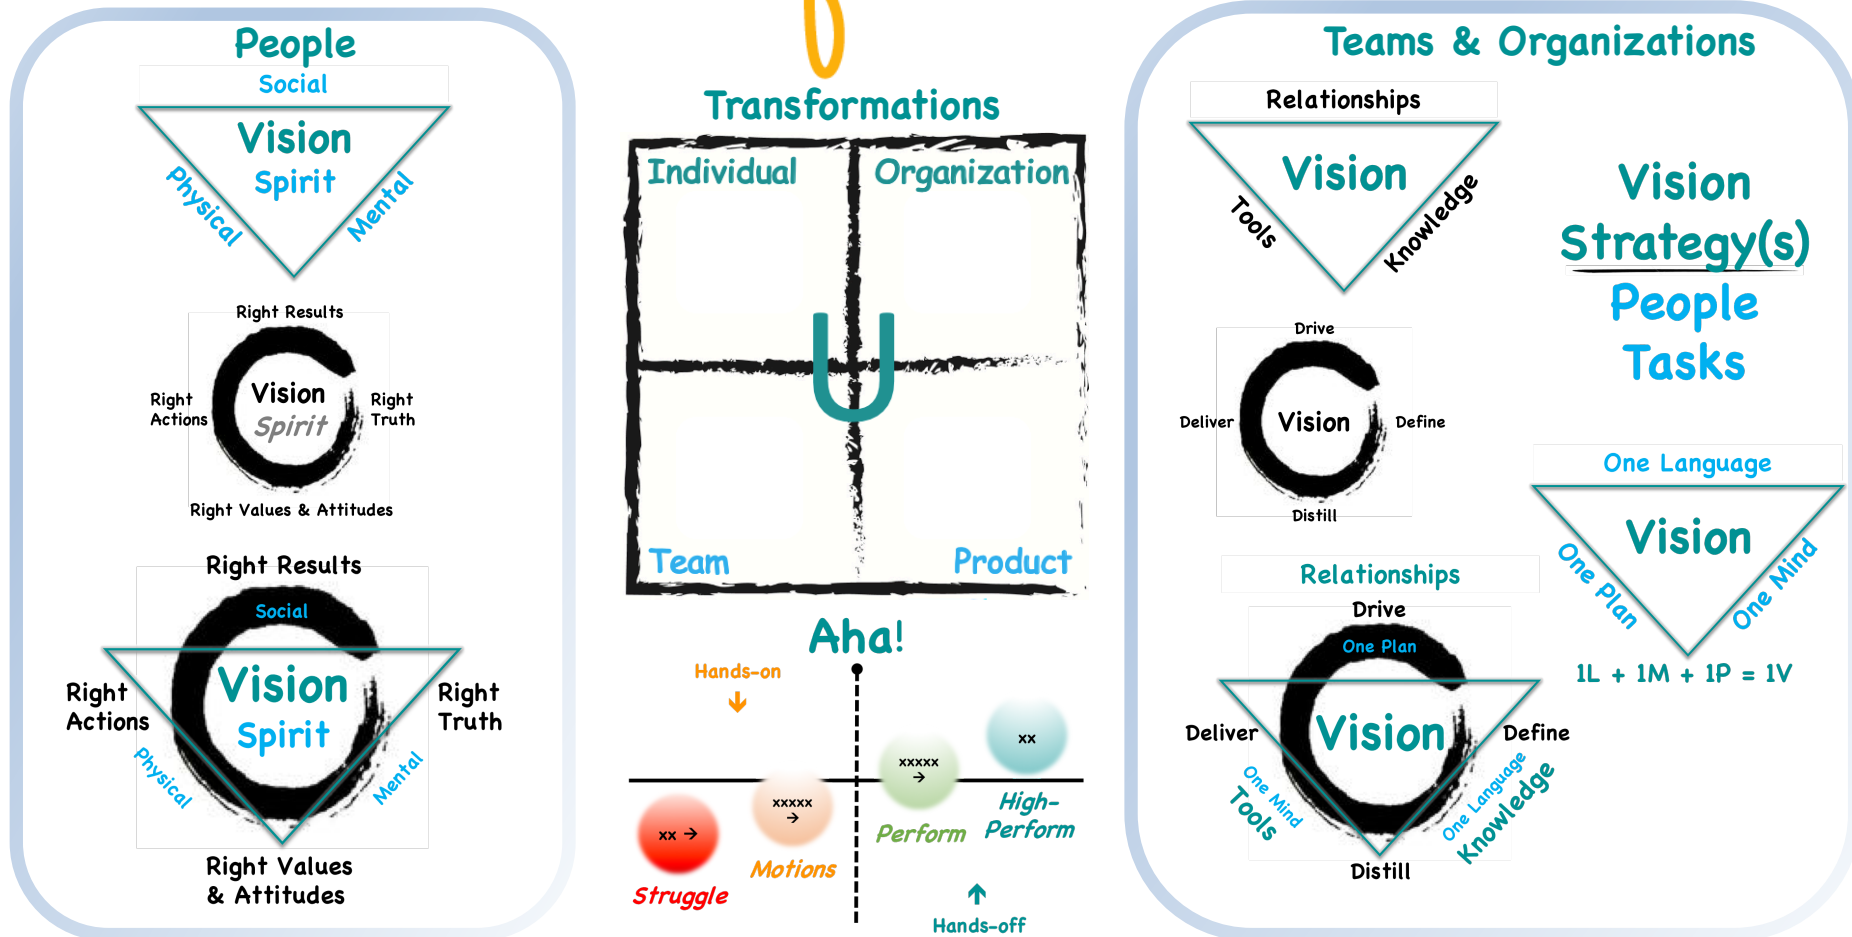 People
Social
Vision
Spirit
Physical
Mental
Right Results
Right
Actions
Vision
Spirit
Right
Truth
Right Values & Attitudes
Right Results
Social
Right
Actions
Vision
Spirit
Right
Truth
Physical
Mental
Right Values
& Attitudes
Transformations
Individual
Organization
U
Team
Product
Aha!
Hands-on
↓
xx →
Struggle
xxxxx
→
Motions
xxxxx
→
Perform
xx
High-
Perform
↑
Hands-off
Teams & Organizations
Relationships
Vision
Tools
Knowledge
Drive
Deliver
Vision
Define
Distill
Vision
Strategy(s)
People
Tasks
One Language
Vision
One Plan
One Mind
1L + 1M + 1P = 1V
Relationships
Drive
One Plan
Deliver
Vision
Define
One Mind
Tools
One Language
Knowledge
Distill